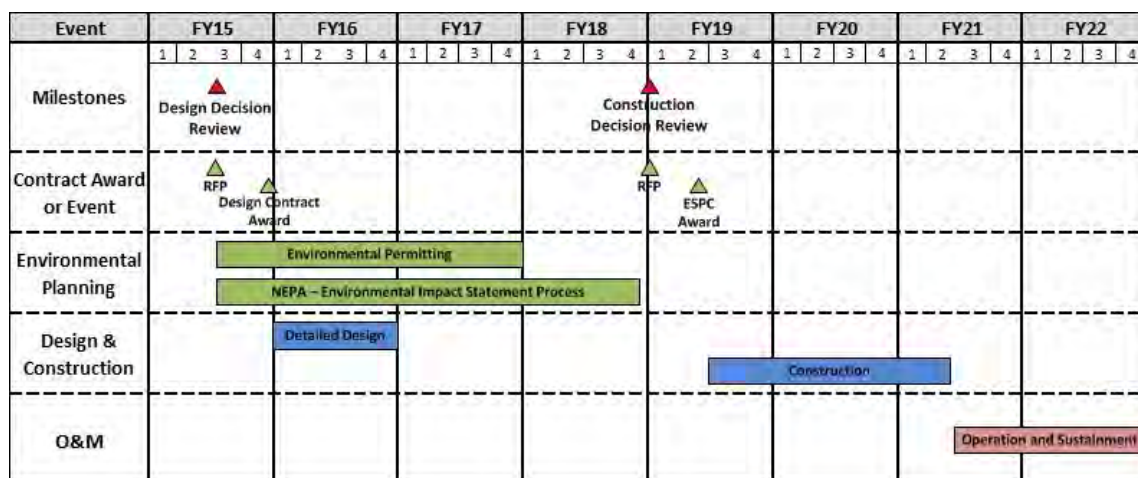 Event FY15 FY16 FY17 FY18 FY19 FY20 FY21 FY22
1 2 3 4 1 2 3 4 1 2 3 4 1 2 3 4 1 2 3 4 1 2 3 4 1 2 3 4 1 2 3 4
Milestones
Design Decision
Review
Construction
Decision Review
Contract Award
or Event
RFP
Design Contract
Award
RFP
ESPC
Award
Environmental
Planning
Environmental Permitting
NEPA – Environmental Impact Statement Process
Design &
Construction
Detailed Design
Construction
O&M
Operation and Sustainment